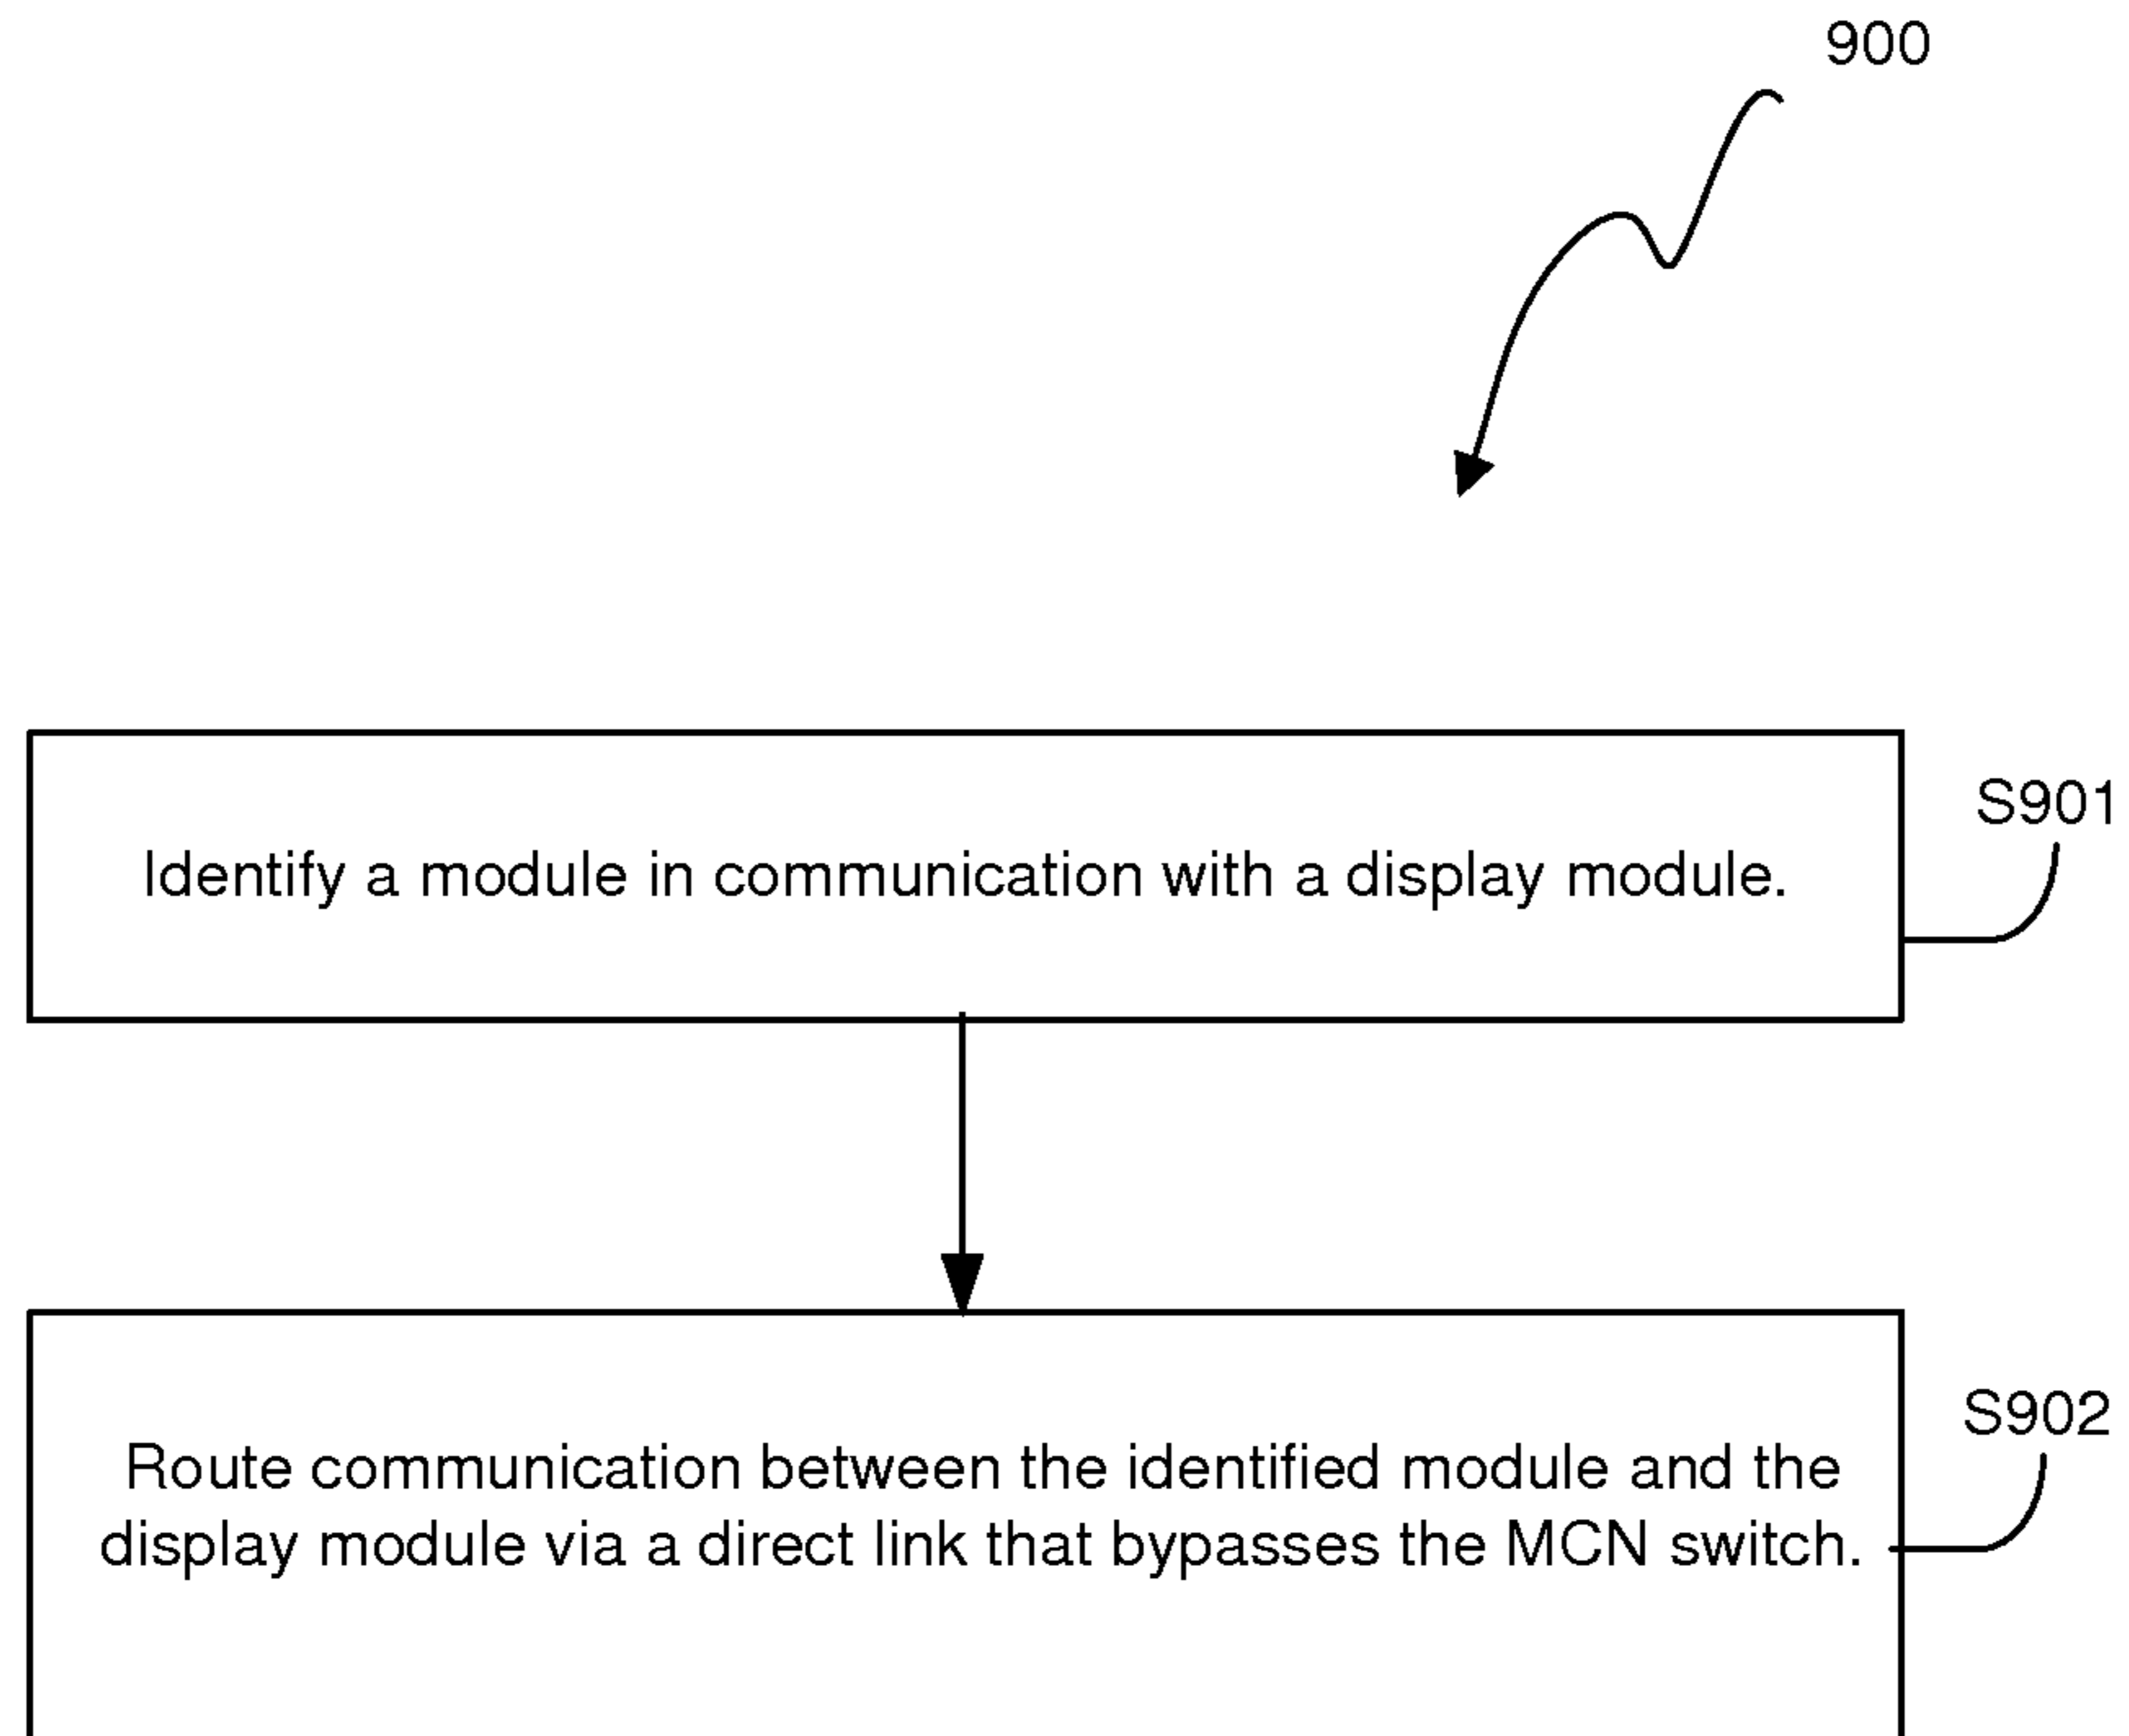 900
S901
Identify a module in communication with a display module.
S902
Route communication between the identified module and the
display module via a direct link that bypasses the MCN switch.